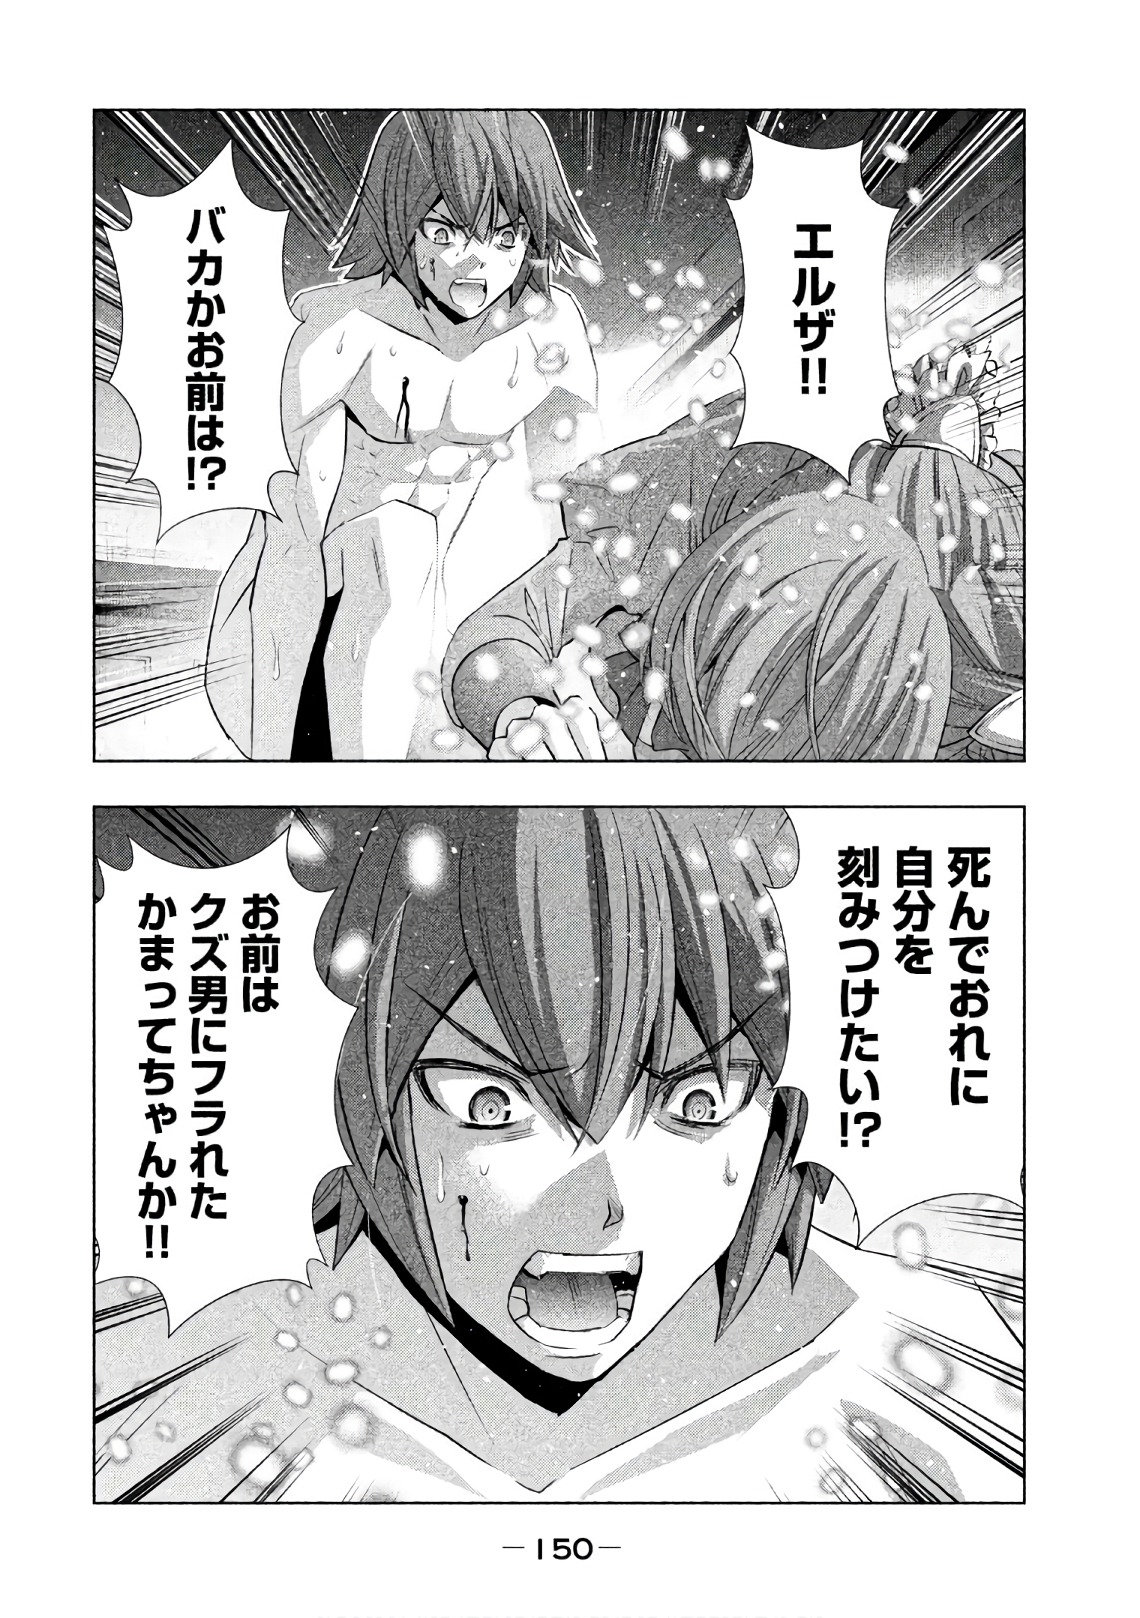 エルザ!!
バカかお前は!?
死んでおれに
自分を
刻みつけたい!?
お前は
クズ男にフラれた
かまってちゃんか!!
—150—